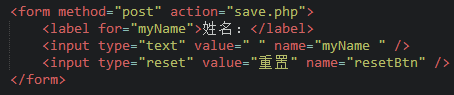 <form method="post" action="save.php">
<label for="myName">姓名：</label>
<input type="text" value=" " name="myName " />
<input type="reset" value="重置" name="resetBtn" />
</form>